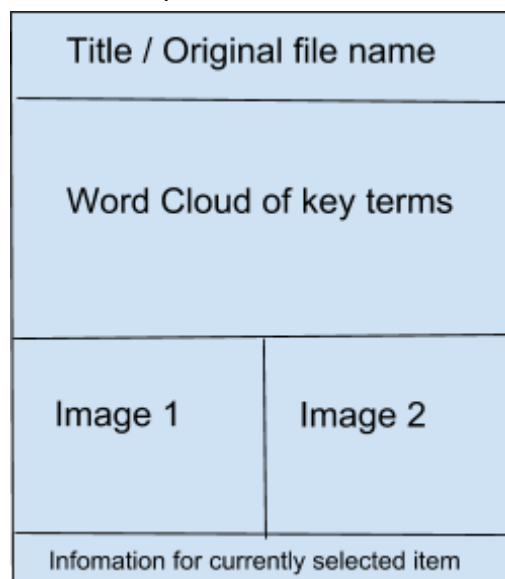 Title / Original file name
Word Cloud of key terms
Image 1
Image 2
Infomation for currently selected item